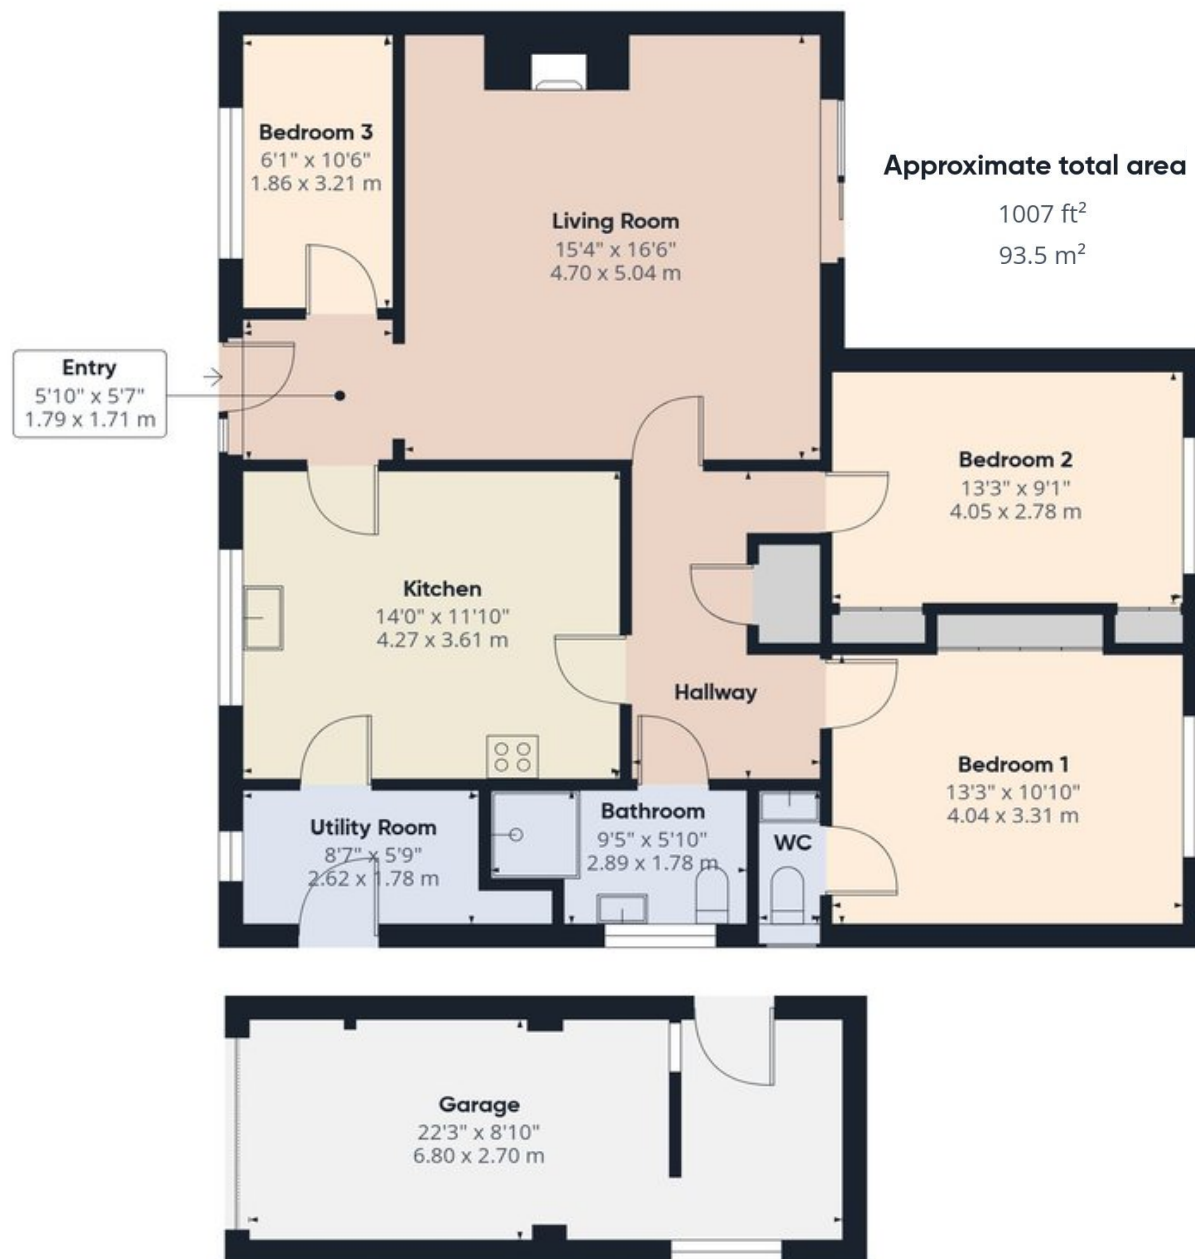 Bedroom 3
6'1" x 10'6"
1.86 x 3.21 m
Living Room
15'4" x 16'6"
4.70 x 5.04 m
Approximate total area
1007 ft²
93.5 m²
Entry
5'10" x 5'7"
1.79 x 1.71 m
Bedroom 2
13'3" x 9'1"
4.05 x 2.78 m
Kitchen
14'0" x 11'10"
4.27 x 3.61 m
Hallway
Bedroom 1
13'3" x 10'10"
4.04 x 3.31 m
Utility Room
8'7" x 5'9"
2.62 x 1.78 m
Bathroom
9'5" x 5'10"
2.89 x 1.78 m
WC
Garage
22'3" x 8'10"
6.80 x 2.70 m